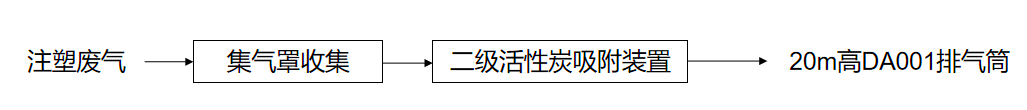 注塑废气
集气罩收集
二级活性炭吸附装置
20m高DA001排气筒